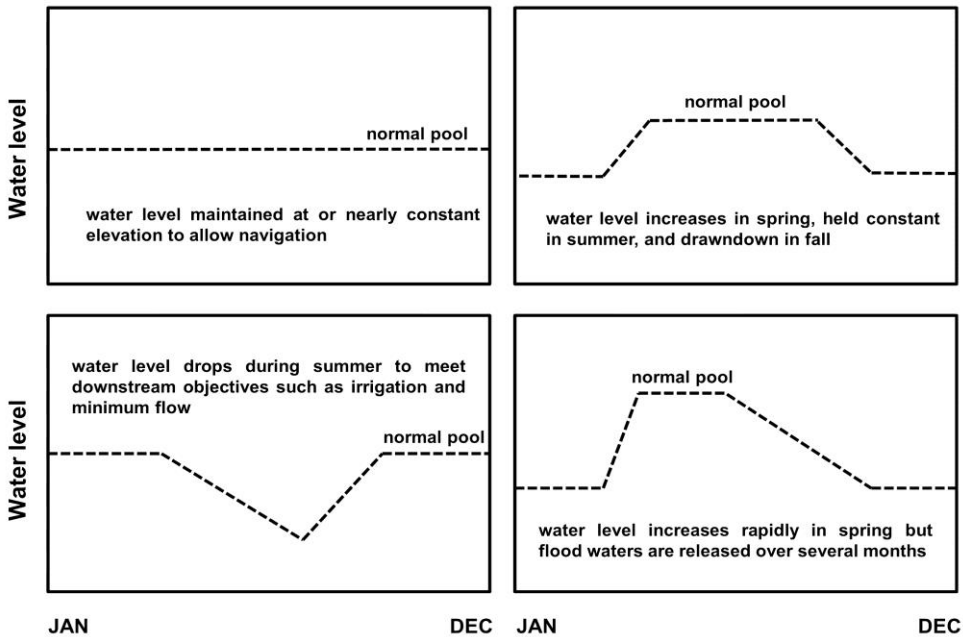 Water level
normal pool
water level maintained at or nearly constant
elevation to allow navigation
normal pool
water level increases in spring, held constant
in summer, and drawndown in fall
Water level
water level drops during summer to meet
downstream objectives such as irrigation and
minimum flow
normal pool
normal pool
water level increases rapidly in spring but
flood waters are released over several months
JAN
DEC
JAN
DEC